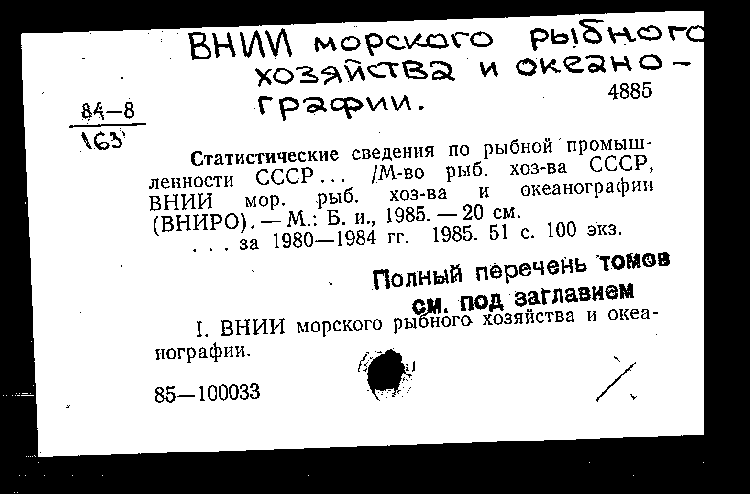 ВНИИ морского рыбного
хозяйства и океано-
графии.
84-8
163
4885
Статистические сведения по рыбной промыш-
ленности СССР... /М-во рыб. хоз-ва СССР,
ВНИИ мор. рыб. хоз-ва и океанографии
(ВНИРО). — М.: Б. и., 1985. — 20 см.
. . . за 1980—1984 гг. 1985. 51 с. 100 экз.
Полный перечень томов
см. под заглавием
I. ВНИИ морского рыбного хозяйства и океа-
нографии.
85—100033